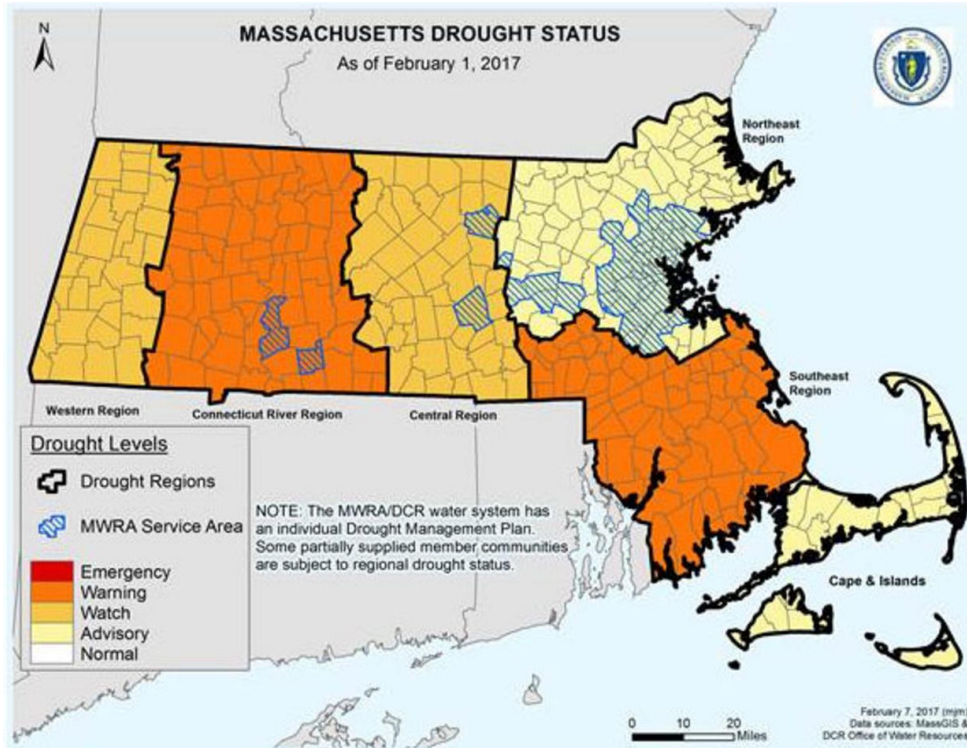 N
MASSACHUSETTS DROUGHT STATUS
As of February 1, 2017
Northeast
Region
Southeast
Region
Western Region
Connecticut River Region
Central Region
Cape & Islands
Drought Levels
Drought Regions
MWRA Service Area
Emergency
Warning
Watch
Advisory
Normal
NOTE: The MWRA/DCR water system has
an individual Drought Management Plan.
Some partially supplied member communities
are subject to regional drought status.
0 10 20
Miles
February 7, 2017 (mjm)
Data sources: MassGIS &
DCR Office of Water Resources